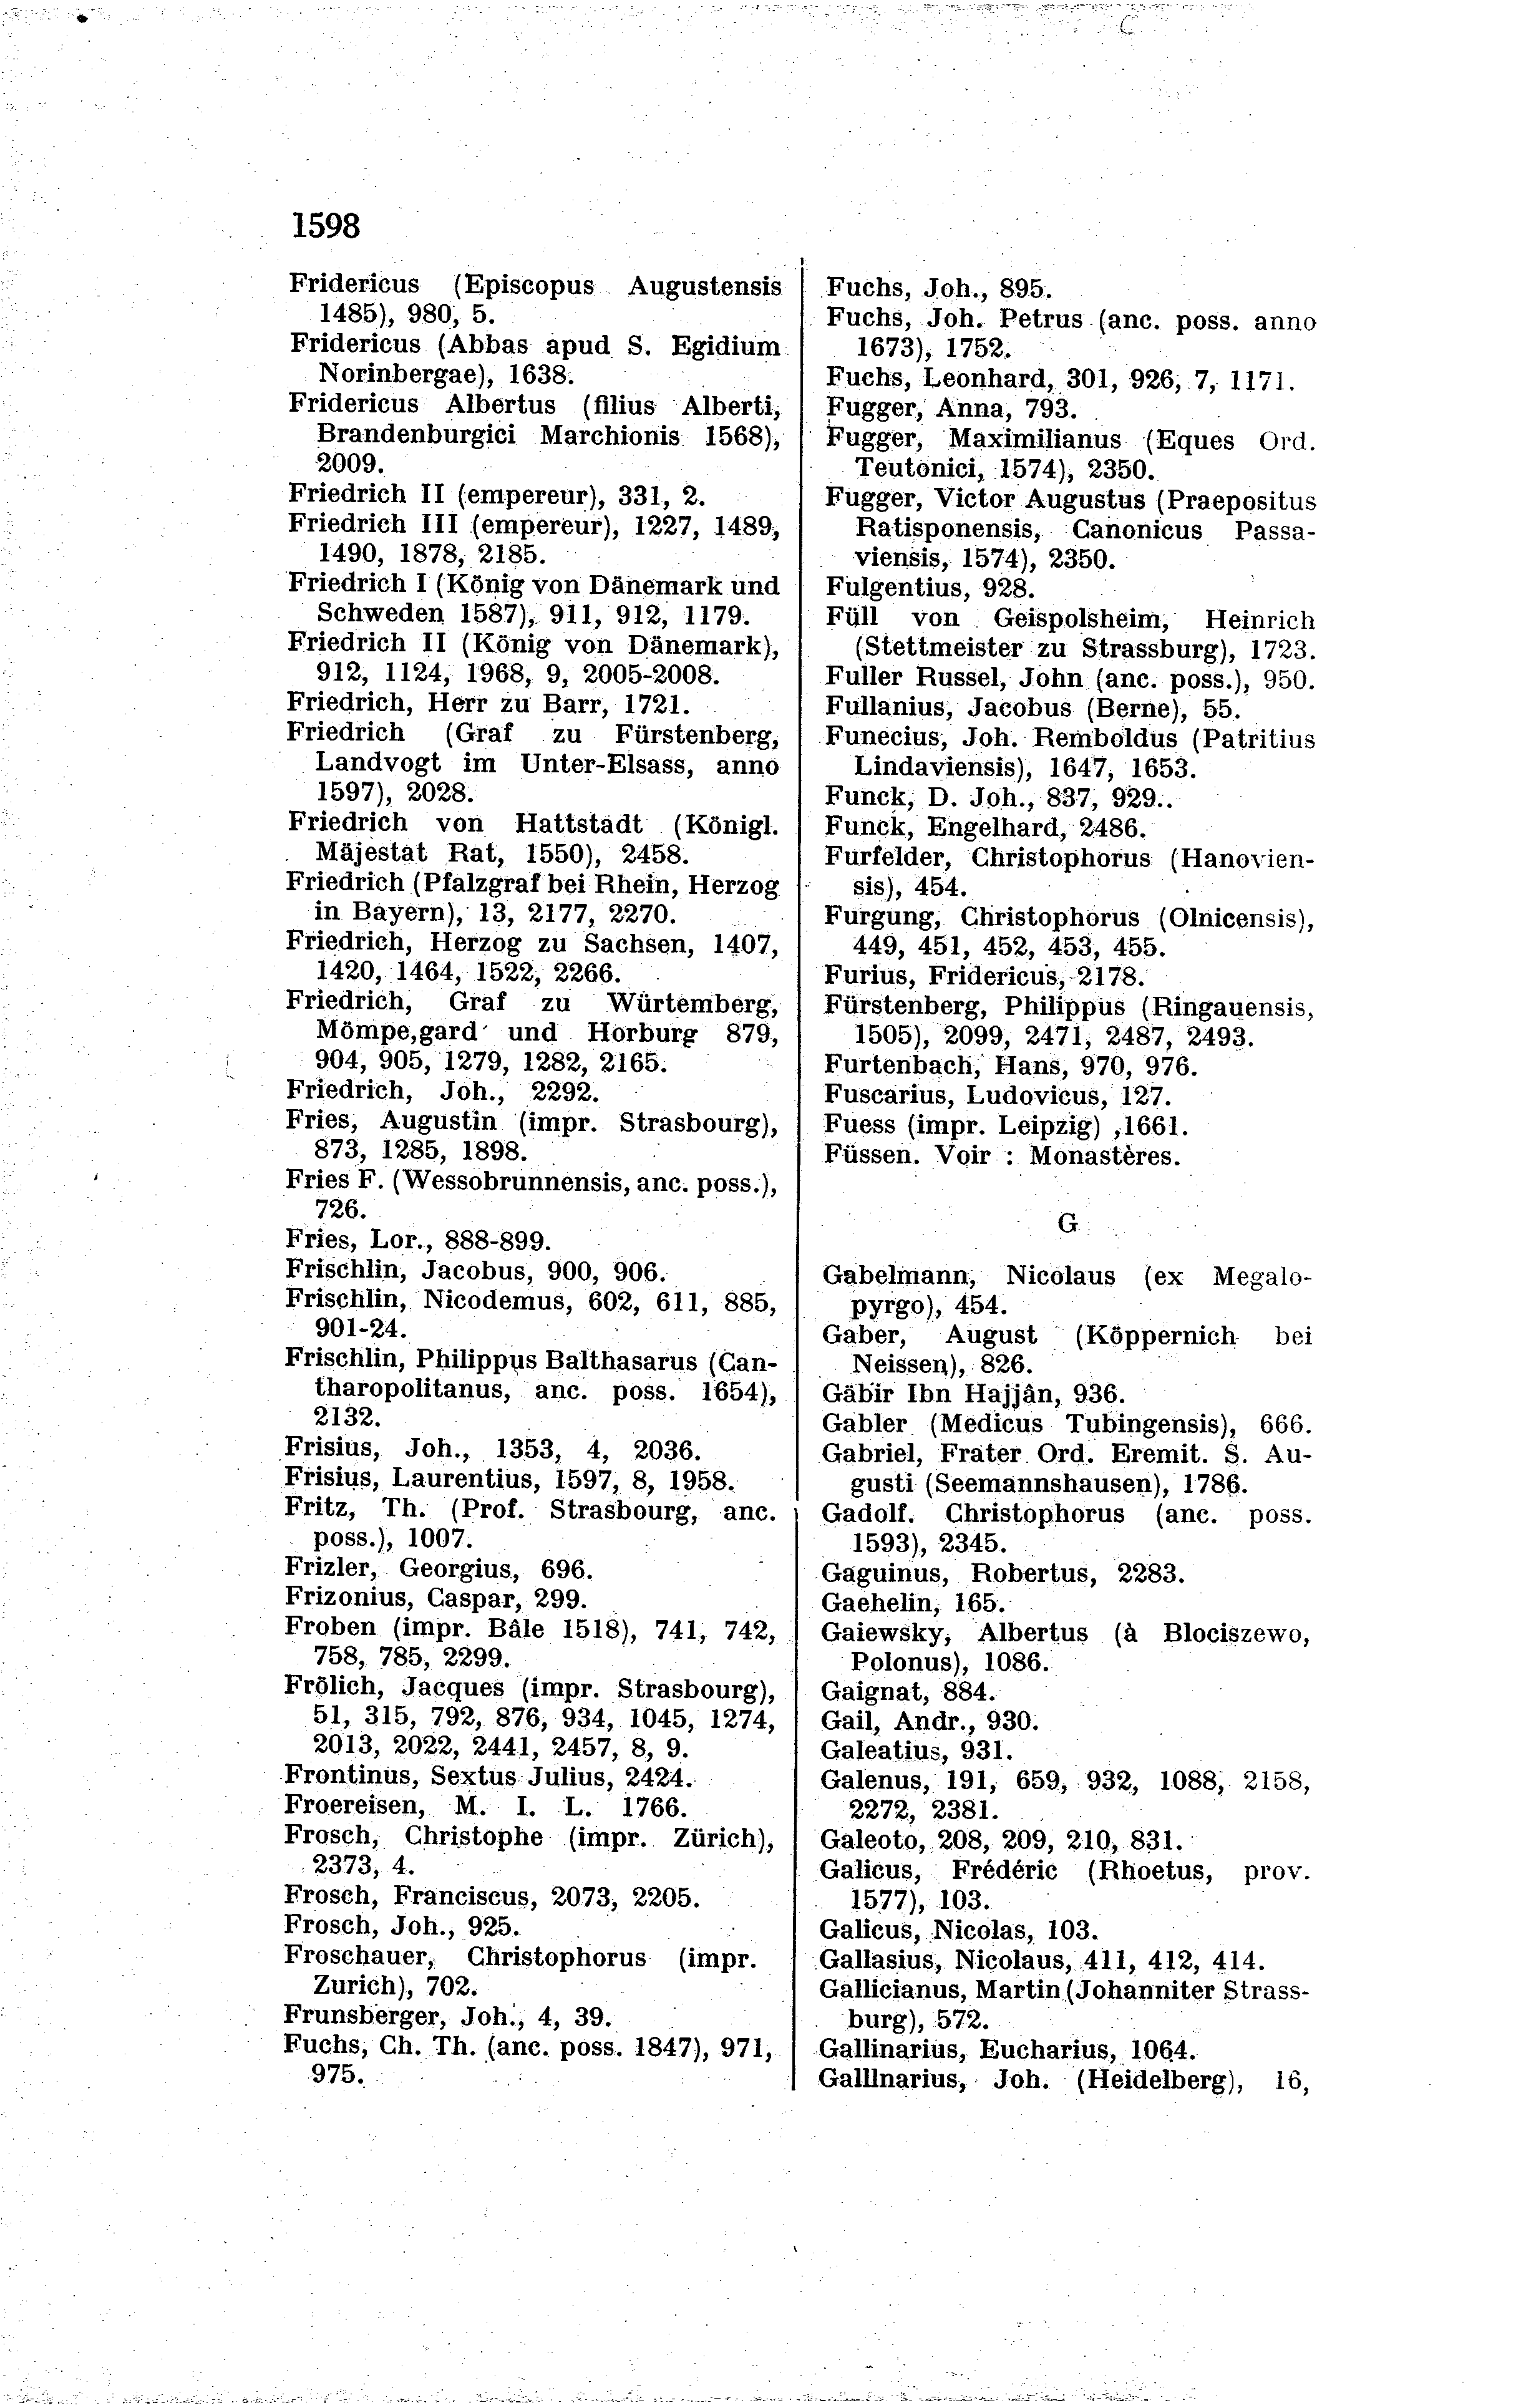 1598
Fridericus (Episcopus Augustensis
1485), 980, 5.
Fridericus (Abbas apud S. Egidium
Norinbergae), 1638.
Fridericus Albertus (filius Alberti,
Brandenburgici Marchionis 1568),
2009.
Friedrich II (empereur), 331, 2.
Friedrich III (empereur), 1227, 1489,
1490, 1878, 2185.
Friedrich I (König von Dänemark und
Schweden 1587), 911, 912, 1179.
Friedrich II (König von Dänemark),
912, 1124, 1968, 9, 2005-2008.
Friedrich, Herr zu Barr, 1721.
Friedrich (Graf zu Fürstenberg,
Landvogt im Unter-Elsass, anno
1597), 2028.
Friedrich von Hattstadt (Königl.
Mäjestät Rat, 1550), 2458.
Friedrich (Pfalzgraf bei Rhein, Herzog
in Bayern), 13, 2177, 2270.
Friedrich, Herzog zu Sachsen, 1407,
1420, 1464, 1522, 2266.
Friedrich, Graf zu Würtemberg,
Mömpe,gard und Horburg 879,
904, 905, 1279, 1282, 2165.
Friedrich, Joh., 2292.
Fries, Augustin (impr. Strasbourg),
873, 1285, 1898.
Fries F. (Wessobrunnensis, anc. poss.),
726.
Fries, Lor., 888-899.
Frischlin, Jacobus, 900, 906.
Frischlin, Nicodemus, 602, 611, 885,
901-24.
Frischlin, Philippus Balthasarus (Can-
tharopolitanus, anc. poss. 1654),
2132.
Frisius, Joh., 1353, 4, 2036.
Frisius, Laurentius, 1597, 8, 1958.
Fritz, Th. (Prof. Strasbourg, anc.
poss.), 1007.
Frizler, Georgius, 696.
Frizonius, Caspar, 299.
Froben (impr. Bâle 1518), 741, 742,
758, 785, 2299.
Frölich, Jacques (impr. Strasbourg),
51, 315, 792, 876, 934, 1045, 1274,
2013, 2022, 2441, 2457, 8, 9.
Frontinus, Sextus Julius, 2424.
Froereisen, M. I. L. 1766.
Frosch, Christophe (impr. Zürich),
2373, 4.
Frosch, Franciscus, 2073, 2205.
Frosch, Joh., 925.
Froschauer, Christophorus (impr.
Zurich), 702.
Frunsberger, Joh., 4, 39.
Fuchs, Ch. Th. (anc. poss. 1847), 971,
975.
Fuchs, Joh., 895.
Fuchs, Joh. Petrus (anc. poss. anno
1673), 1752.
Fuchs, Leonhard, 301, 926, 7, 1171.
Fugger, Anna, 793.
Fugger, Maximilianus (Eques Ord.
Teutonici, 1574), 2350.
Fugger, Victor Augustus (Praepositus
Ratisponensis, Canonicus Passa-
viensis, 1574), 2350.
Fulgentius, 928.
Füll von Geispolsheim, Heinrich
(Stettmeister zu Strassburg), 1723.
Fuller Russel, John (anc. poss.), 950.
Fullanius, Jacobus (Berne), 55.
Funecius, Joh. Remboldus (Patritius
Lindaviensis), 1647, 1653.
Funck, D. Joh., 837, 929..
Funck, Engelhard, 2486.
Furfelder, Christophorus (Hanovien-
sis), 454.
Furgung, Christophorus (Olnicensis),
449, 451, 452, 453, 455.
Furius, Fridericus, 2178.
Fürstenberg, Philippus (Ringauensis,
1505), 2099, 2471, 2487, 2493.
Furtenbach, Hans, 970, 976.
Fuscarius, Ludovicus, 127.
Fuess (impr. Leipzig) ,1661.
Füssen. Voir : Monastères.
G
Gabelmann, Nicolaus (ex Megalo-
pyrgo), 454.
Gaber, August (Köppernich bei
Neissen), 826.
Gäbir Ibn Hajjân, 936.
Gabler (Medicus Tubingensis), 666.
Gabriel, Frater Ord. Eremit. S. Au-
gusti (Seemannshausen), 1786.
Gadolf. Christophorus (anc. poss.
1593), 2345.
Gaguinus, Robertus, 2283.
Gaehelin, 165.
Gaiewsky, Albertus (à Blociszewo,
Polonus), 1086.
Gaignat, 884.
Gail, Andr., 930.
Galeatius, 931.
Galenus, 191, 659, 932, 1088, 2158,
2272, 2381.
Galeoto, 208, 209, 210, 831.
Galicus, Frédéric (Rhoetus, prov.
1577), 103.
Galicus, Nicolas, 103.
Gallasius, Nicolaus, 411, 412, 414.
Gallicianus, Martin (Johanniter Strass-
burg), 572.
Gallinarius, Eucharius, 1064.
Galllnarius, Joh. (Heidelberg), 16,